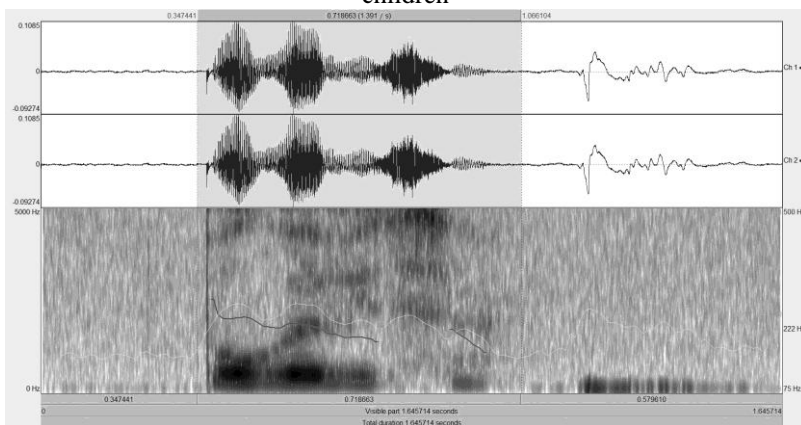 children
0.347441 0.718663 (1.391 / s) 1.066104
0.1085
0
-0.09274
Ch 1
0.1085
0
-0.09274
Ch 2
5000 Hz 500 Hz
222 Hz
0 Hz 75 Hz
0.347441 0.718663 0.579610
0 Visible part 1.645714 seconds 1.645714
Total duration 1.645714 seconds